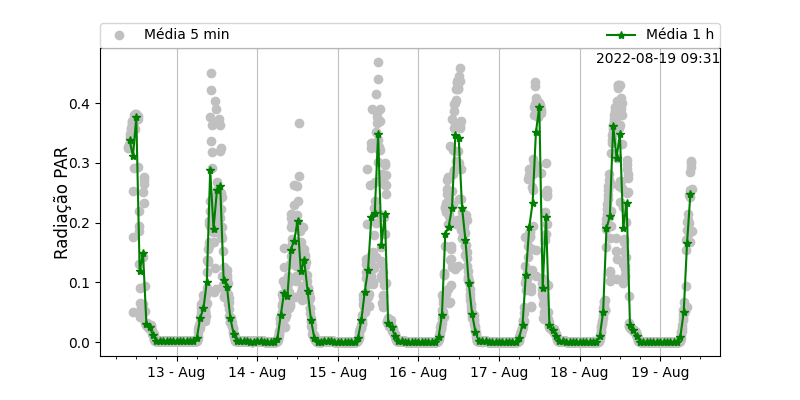 Média 5 min
Média 1 h
2022-08-19 09:31
Radiação PAR
0.4
0.3
0.2
0.1
0.0
13 - Aug
14 - Aug
15 - Aug
16 - Aug
17 - Aug
18 - Aug
19 - Aug